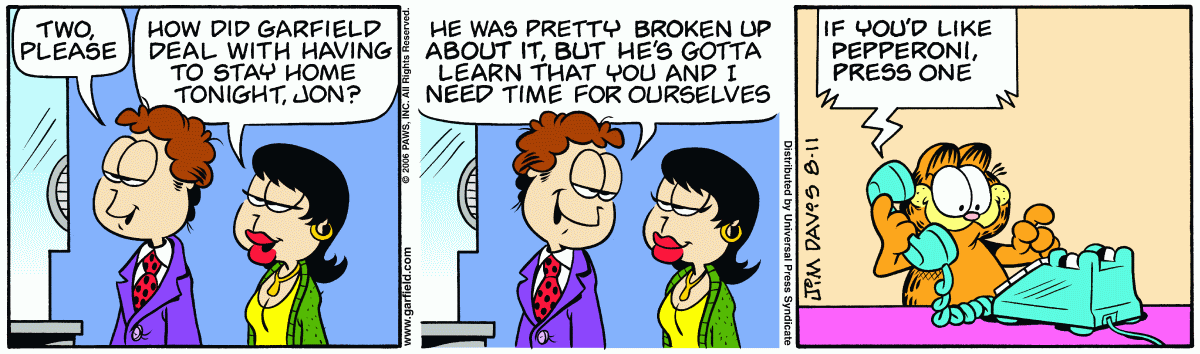 TWO,
PLEASE
HOW DID GARFIELD
DEAL WITH HAVING
TO STAY HOME
TONIGHT, JON?
© 2006 PAWS, INC. All Rights Reserved.
www.garfield.com
HE WAS PRETTY BROKEN UP
ABOUT IT, BUT HE'S GOTTA
LEARN THAT YOU AND I
NEED TIME FOR OURSELVES
Distributed by Universal Press Syndicate
IF YOU'D LIKE
PEPPERONI,
PRESS ONE
JIM DAVIS 8-11